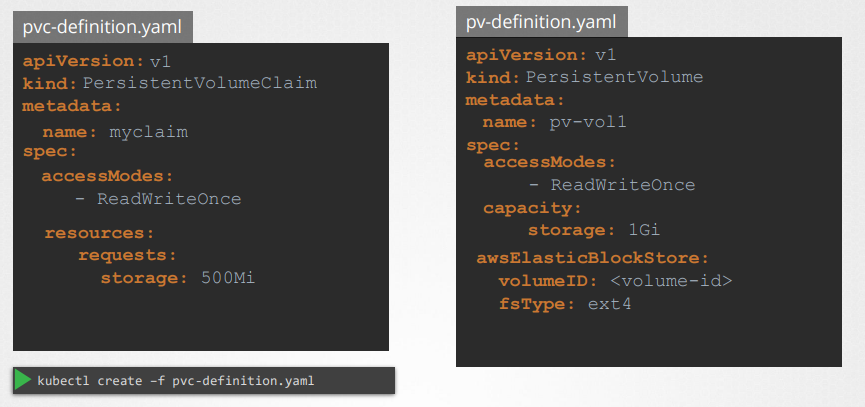 pvc-definition.yaml
apiVersion: v1
kind: PersistentVolumeClaim
metadata:
name: myclaim
spec:
accessModes:
- ReadWriteOnce
resources:
requests:
storage: 500Mi
kubectl create –f pvc-definition.yaml
pv-definition.yaml
apiVersion: v1
kind: PersistentVolume
metadata:
name: pv-vol1
spec:
accessModes:
- ReadWriteOnce
capacity:
storage: 1Gi
awsElasticBlockStore:
volumeID: <volume-id>
fsType: ext4